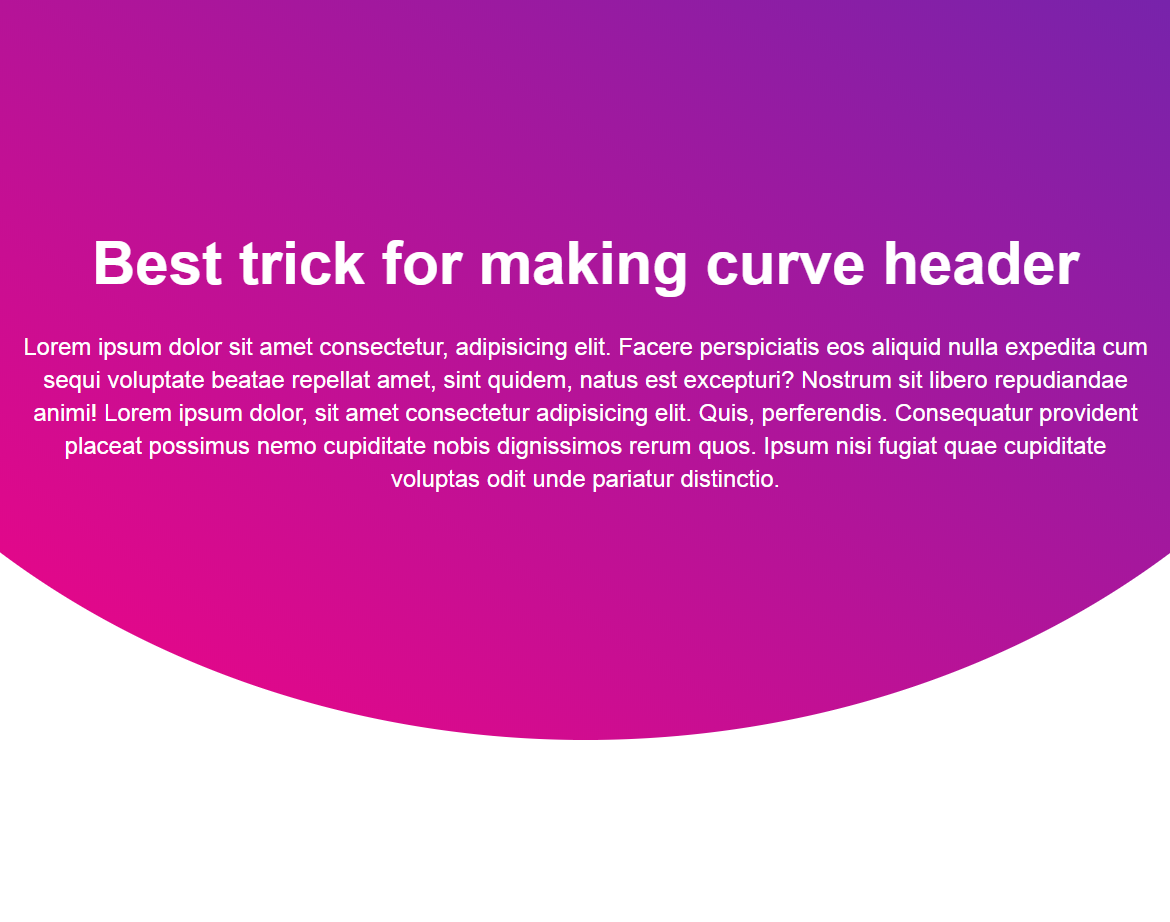 Best trick for making curve header
Lorem ipsum dolor sit amet consectetur, adipisicing elit. Facere perspiciatis eos aliquid nulla expedita cum
sequi voluptate beatae repellat amet, sint quidem, natus est excepturi? Nostrum sit libero repudiandae
animi! Lorem ipsum dolor, sit amet consectetur adipisicing elit. Quis, perferendis. Consequatur provident
placeat possimus nemo cupiditate nobis dignissimos rerum quos. Ipsum nisi fugiat quae cupiditate
voluptas odit unde pariatur distinctio.